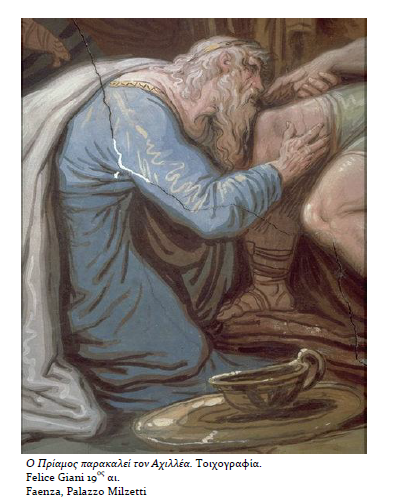 Ο Πρίαμος παρακαλεί τον Αχιλλέα. Τοιχογραφία.
Felice Giani 19ος αι.
Faenza, Palazzo Milzetti